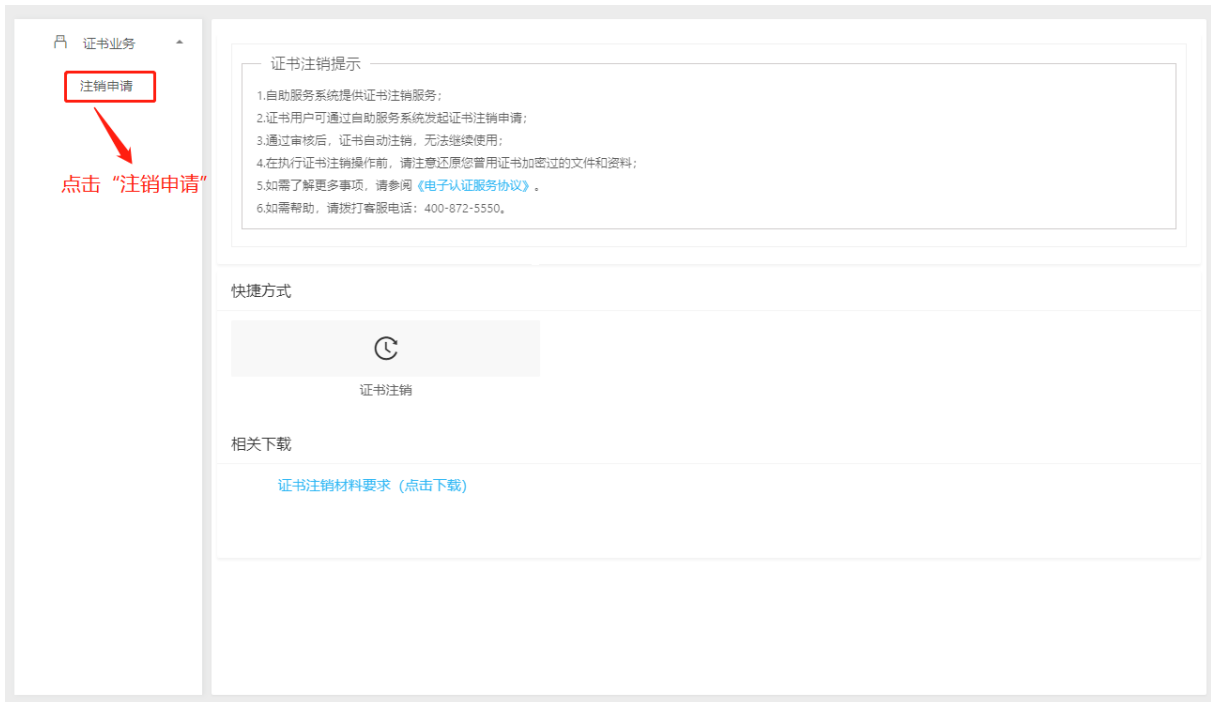 证书业务
注销申请
点击“注销申请”
证书注销提示
1.自助服务系统提供证书注销服务;
2.证书用户可通过自助服务系统发起证书注销申请;
3.通过审核后，证书自动注销，无法继续使用;
4.在执行证书注销操作前，请注意还原您曾用证书加密过的文件和资料;
5.如需了解更多事项，请参阅《电子认证服务协议》。
6.如需帮助，请拨打客服电话：400-872-5550。
快捷方式
证书注销
相关下载
证书注销材料要求 (点击下载)